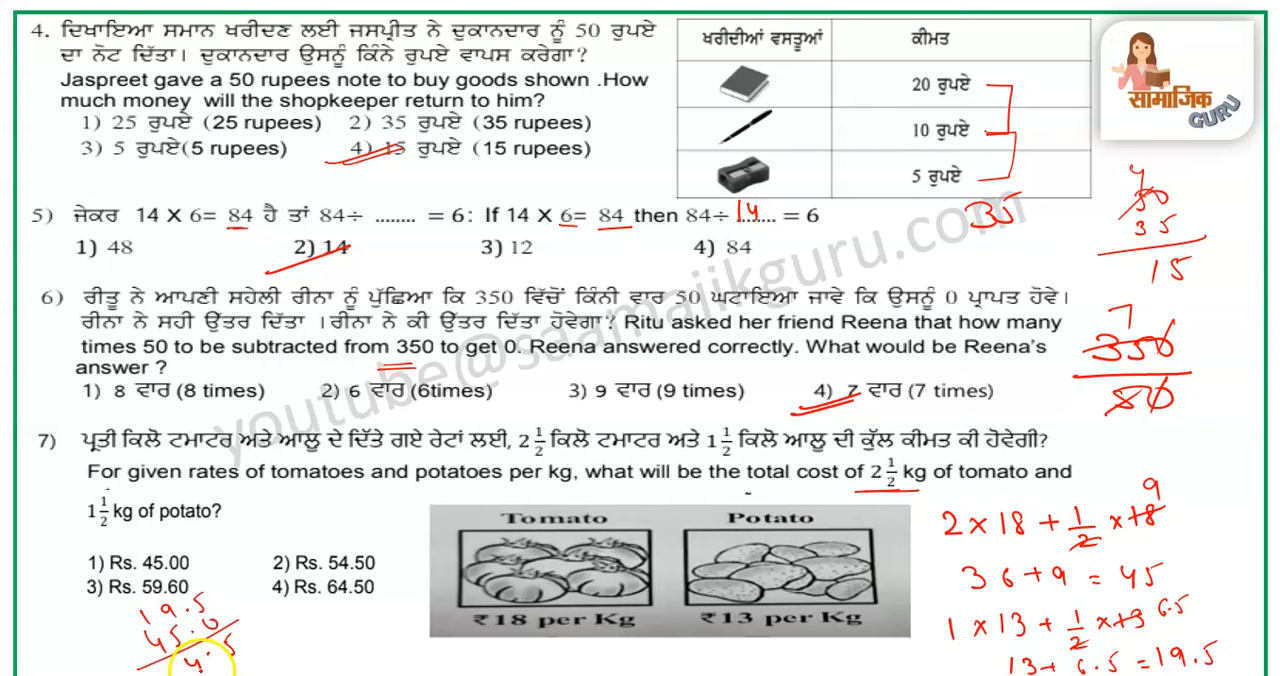 4. ਦਿਖਾਇਆ ਸਮਾਨ ਖਰੀਦਣ ਲਈ ਜਸਪ੍ਰੀਤ ਨੇ ਦੁਕਾਨਦਾਰ ਨੂੰ 50 ਰੁਪਏ
ਦਾ ਨੋਟ ਦਿੱਤਾ। ਦੁਕਾਨਦਾਰ ਉਸਨੂੰ ਕਿੰਨੇ ਰੁਪਏ ਵਾਪਸ ਕਰੇਗਾ?
Jaspreet gave a 50 rupees note to buy goods shown .How
much money will the shopkeeper return to him?
1) 25 ਰੁਪਏ (25 rupees) 2) 35 ਰੁਪਏ (35 rupees)
3) 5 ਰੁਪਏ(5 rupees) 4) 15 ਰੁਪਏ (15 rupees)
ਖਰੀਦੀਆਂ ਵਸਤੂਆਂ ਕੀਮਤ
20 ਰੁਪਏ
10 ਰੁਪਏ
5 ਰੁਪਏ
35
सामाजिक
GURU
4
50
35
15
5) ਜੇਕਰ 14 X 6= 84 ਹੈ ਤਾਂ 84÷ ........ = 6: If 14 X 6= 84 then 84÷ 14 ........ = 6
1) 48 2) 14 3) 12 4) 84
6) ਰੀਤੂ ਨੇ ਆਪਣੀ ਸਹੇਲੀ ਰੀਨਾ ਨੂੰ ਪੁੱਛਿਆ ਕਿ 350 ਵਿੱਚੋਂ ਕਿੰਨੀ ਵਾਰ 50 ਘਟਾਇਆ ਜਾਵੇ ਕਿ ਉਸਨੂੰ 0 ਪ੍ਰਾਪਤ ਹੋਵੇ।
ਰੀਨਾ ਨੇ ਸਹੀ ਉੱਤਰ ਦਿੱਤਾ । ਰੀਨਾ ਨੇ ਕੀ ਉੱਤਰ ਦਿੱਤਾ ਹੋਵੇਗਾ? Ritu asked her friend Reena that how many
times 50 to be subtracted from 350 to get 0. Reena answered correctly. What would be Reena's
answer ?
1) 8 ਵਾਰ (8 times) 2) 6 ਵਾਰ (6times) 3) 9 ਵਾਰ (9 times) 4) 7 ਵਾਰ (7 times)
7
350
50
7) ਪ੍ਰਤੀ ਕਿਲੋ ਟਮਾਟਰ ਅਤੇ ਆਲੂ ਦੇ ਦਿੱਤੇ ਗਏ ਰੇਟਾਂ ਲਈ, 2 1/2 ਕਿਲੋ ਟਮਾਟਰ ਅਤੇ 1 1/2 ਕਿਲੋ ਆਲੂ ਦੀ ਕੁੱਲ ਕੀਮਤ ਕੀ ਹੋਵੇਗੀ?
For given rates of tomatoes and potatoes per kg, what will be the total cost of 2 1/2 kg of tomato and
1 1/2 kg of potato?
1) Rs. 45.00 2) Rs. 54.50
3) Rs. 59.60 4) Rs. 64.50
Tomato Potato
₹18 per Kg ₹13 per Kg
2 x 18 + 1/2 x 18 9
36 + 9 = 45
1 x 13 + 1/2 x 13 6.5
13 + 6.5 = 19.5
19.5
45.0
4.5
youtube@saamajikguru.com